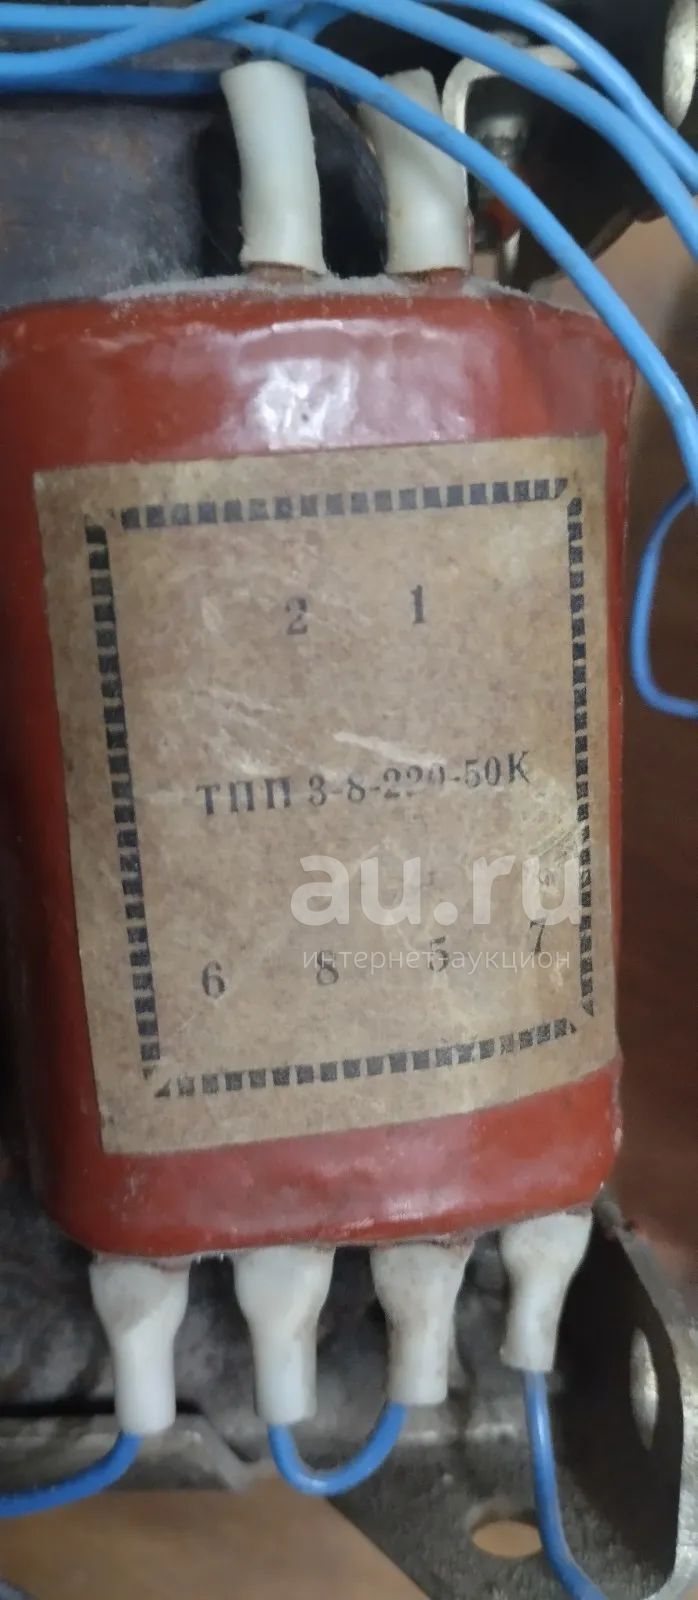 2 1
ТПП 3-8-220-50К
au.ru
интернет-аукцион
6 8 5 7